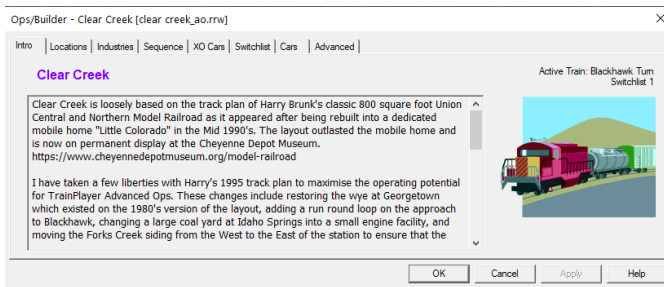 Ops/Builder - Clear Creek [clear creek_ao.rrw]
Intro Locations Industries Sequence XO Cars Switchlist Cars Advanced
Clear Creek
Active Train: Blackhawk Turn
Switchlist 1
Clear Creek is loosely based on the track plan of Harry Brunk's classic 800 square foot Union
Central and Northern Model Railroad as it appeared after being rebuilt into a dedicated
mobile home "Little Colorado" in the Mid 1990's. The layout outlasted the mobile home and
is now on permanent display at the Cheyenne Depot Museum.
https://www.cheyennedepotmuseum.org/model-railroad
I have taken a few liberties with Harry's 1995 track plan to maximise the operating potential
for TrainPlayer Advanced Ops. These changes include restoring the wye at Georgetown
which existed on the 1980's version of the layout, adding a run round loop on the approach
to Blackhawk, changing a large coal yard at Idaho Springs into a small engine facility, and
moving the Forks Creek siding from the West to the East of the station to ensure that the
OK Cancel Apply Help